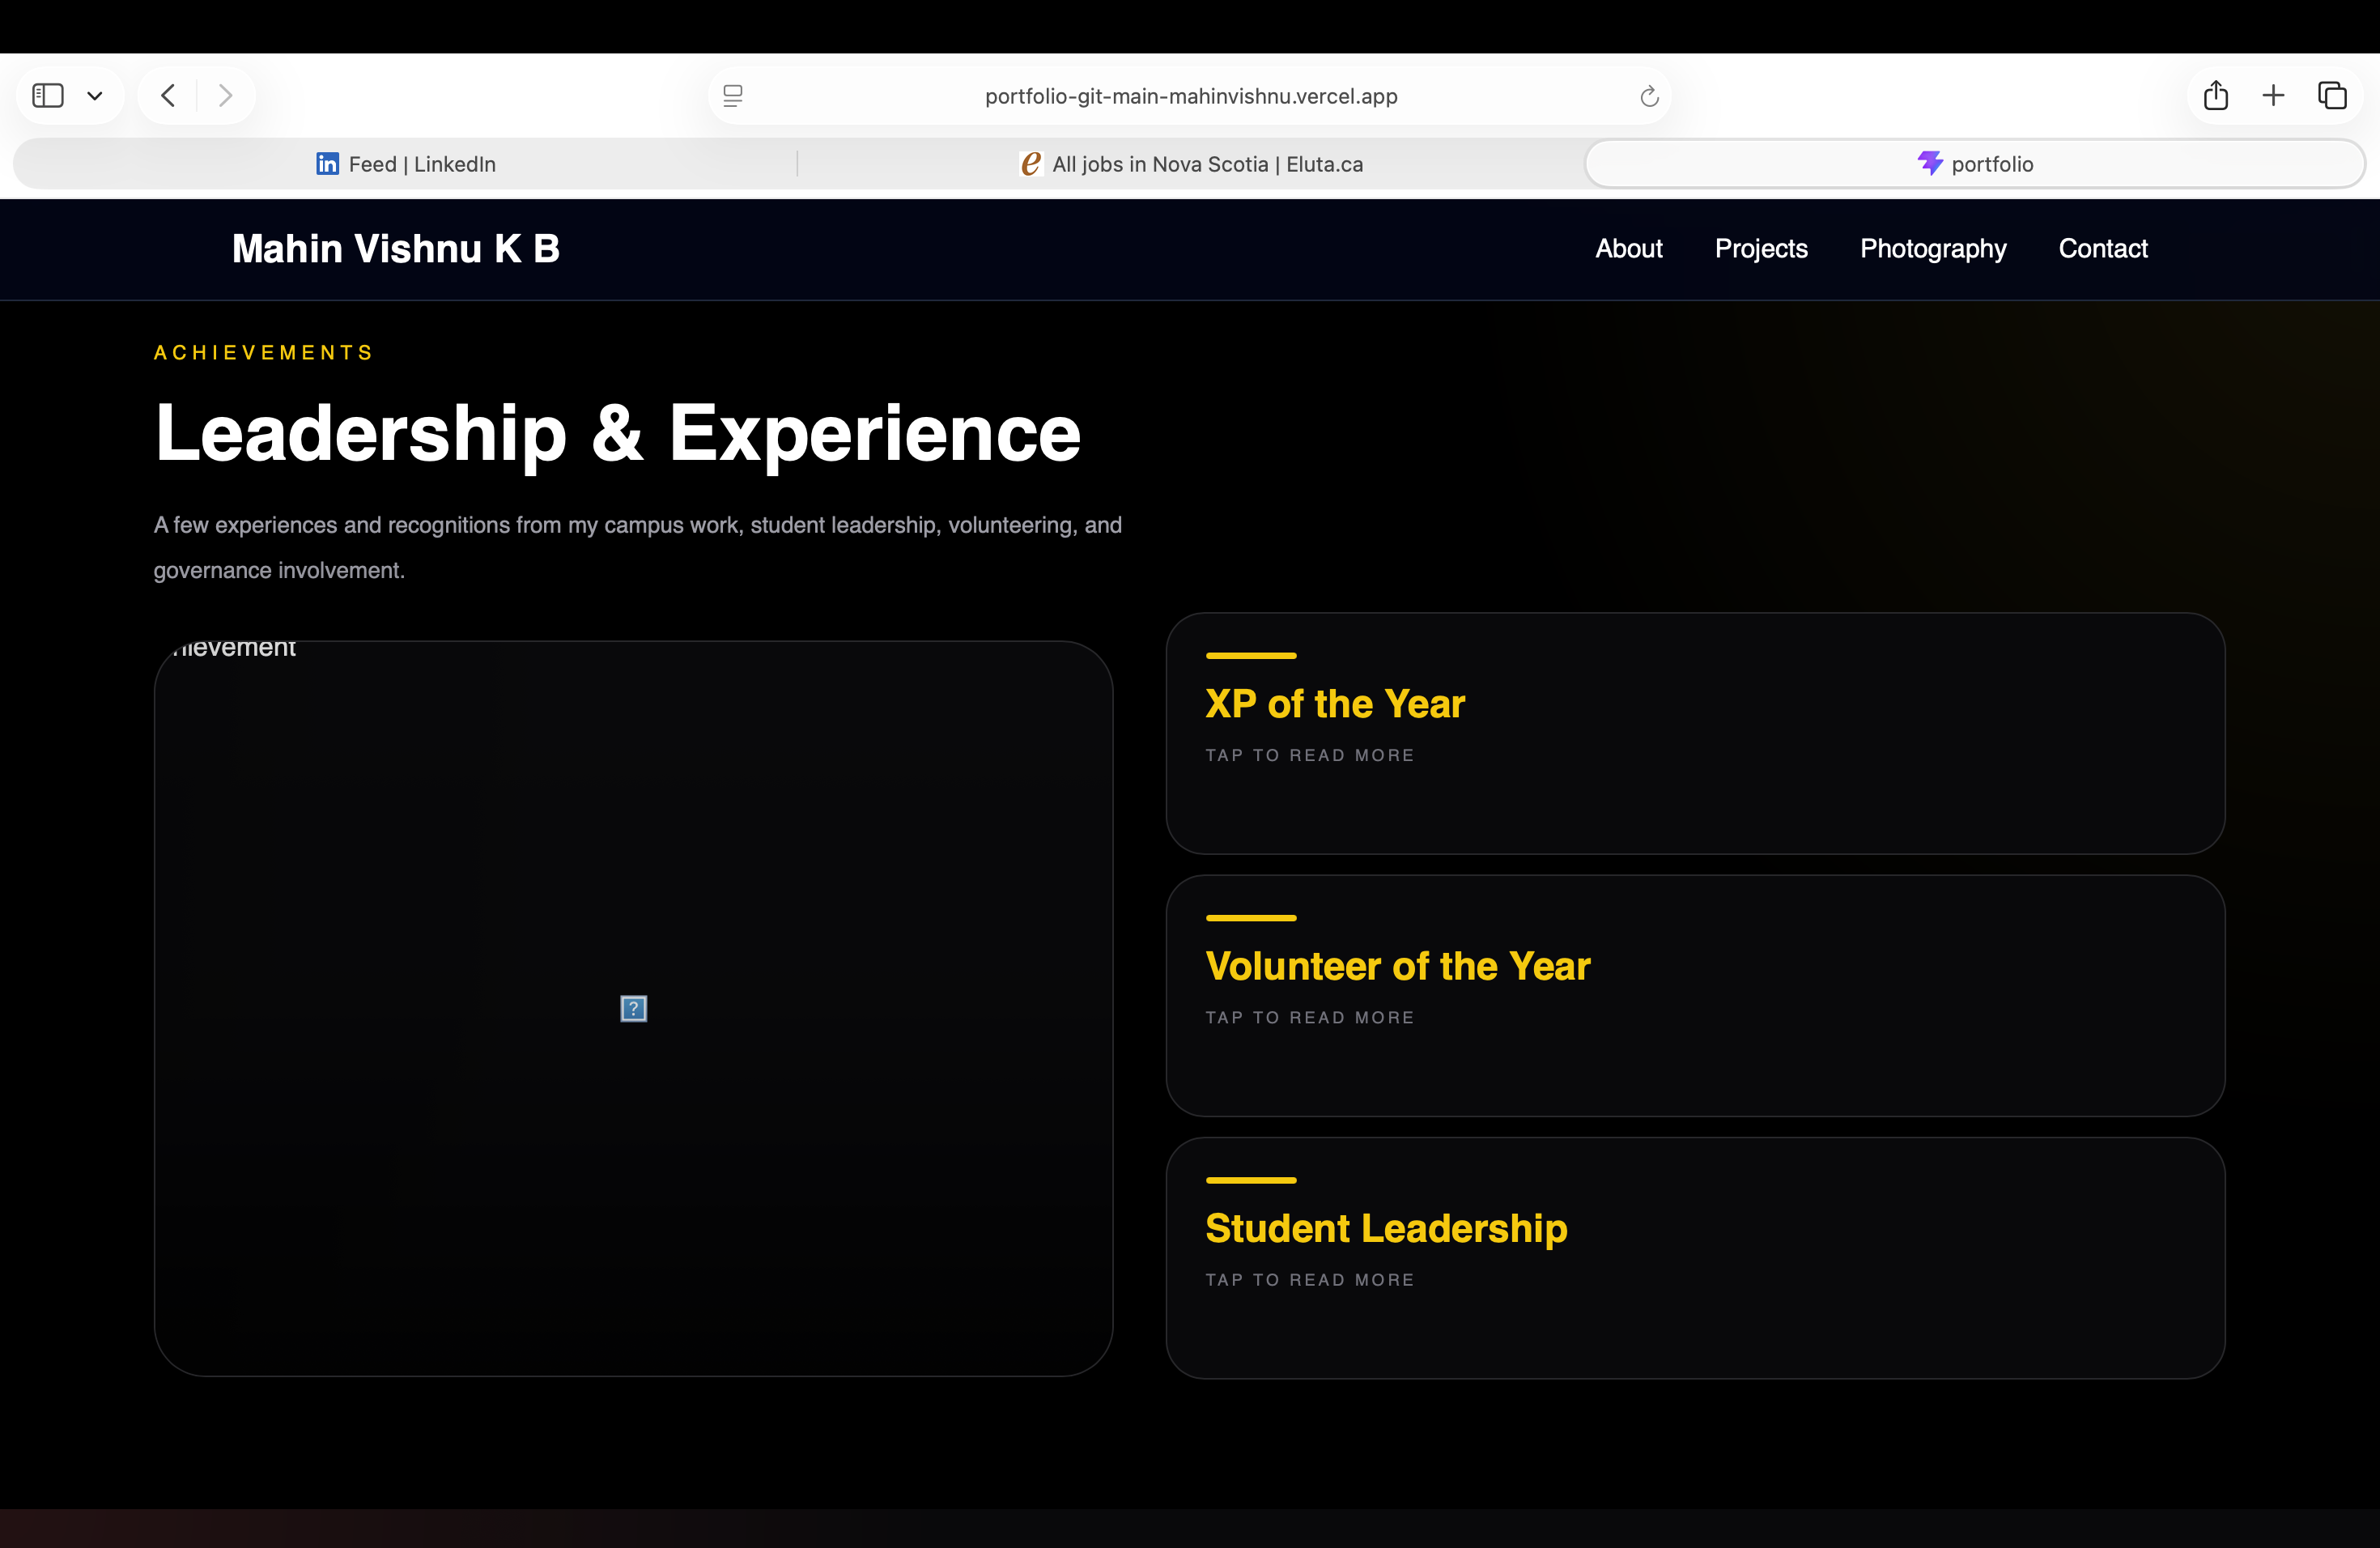 portfolio-git-main-mahinvishnu.vercel.app
Feed | LinkedIn
All jobs in Nova Scotia | Eluta.ca
portfolio
Mahin Vishnu K B
About
Projects
Photography
Contact
ACHIEVEMENTS
Leadership & Experience
A few experiences and recognitions from my campus work, student leadership, volunteering, and
governance involvement.
XP of the Year
TAP TO READ MORE
Volunteer of the Year
TAP TO READ MORE
Student Leadership
TAP TO READ MORE